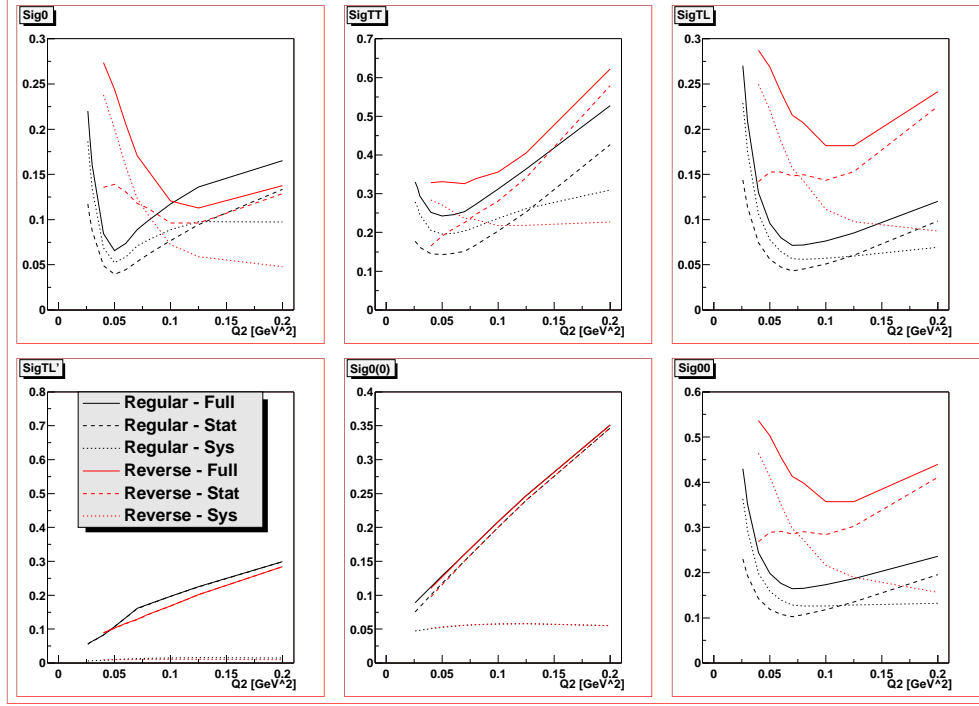 Sig0
0.3
0.25
0.2
0.15
0.1
0.05
0
0 0.05 0.1 0.15 0.2
Q2 [GeV^2]
SigTT
0.7
0.6
0.5
0.4
0.3
0.2
0.1
0
0 0.05 0.1 0.15 0.2
Q2 [GeV^2]
SigTL
0.3
0.25
0.2
0.15
0.1
0.05
0
0 0.05 0.1 0.15 0.2
Q2 [GeV^2]
SigTL'
0.8
0.7
0.6
0.5
0.4
0.3
0.2
0.1
0
0 0.05 0.1 0.15 0.2
Q2 [GeV^2]
Regular - Full
Regular - Stat
Regular - Sys
Reverse - Full
Reverse - Stat
Reverse - Sys
Sig0(0)
0.4
0.35
0.3
0.25
0.2
0.15
0.1
0.05
0
0 0.05 0.1 0.15 0.2
Q2 [GeV^2]
Sig00
0.6
0.5
0.4
0.3
0.2
0.1
0
0 0.05 0.1 0.15 0.2
Q2 [GeV^2]